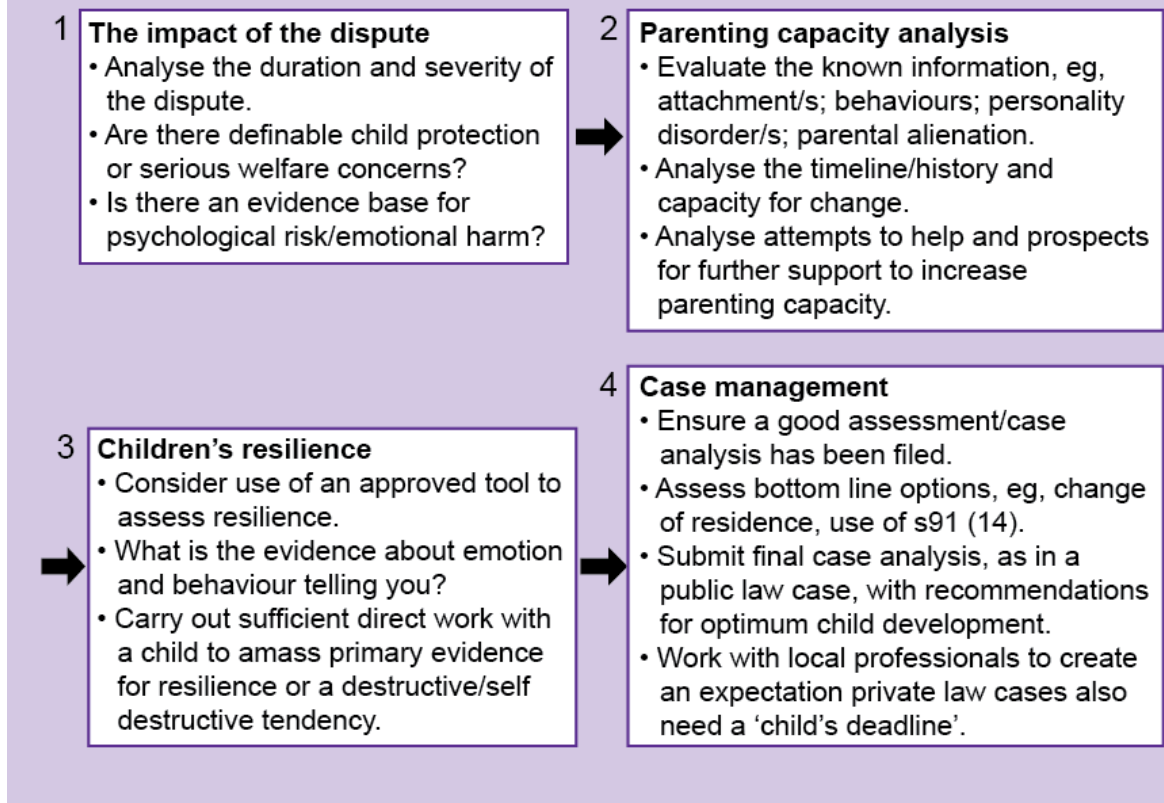 1
The impact of the dispute
• Analyse the duration and severity of
the dispute.
• Are there definable child protection
or serious welfare concerns?
• Is there an evidence base for
psychological risk/emotional harm?
2
Parenting capacity analysis
• Evaluate the known information, eg,
attachment/s; behaviours; personality
disorder/s; parental alienation.
• Analyse the timeline/history and
capacity for change.
• Analyse attempts to help and prospects
for further support to increase
parenting capacity.
3
Children’s resilience
• Consider use of an approved tool to
assess resilience.
• What is the evidence about emotion
and behaviour telling you?
• Carry out sufficient direct work with
a child to amass primary evidence
for resilience or a destructive/self
destructive tendency.
4
Case management
• Ensure a good assessment/case
analysis has been filed.
• Assess bottom line options, eg, change
of residence, use of s91 (14).
• Submit final case analysis, as in a
public law case, with recommendations
for optimum child development.
• Work with local professionals to create
an expectation private law cases also
need a ‘child’s deadline’.